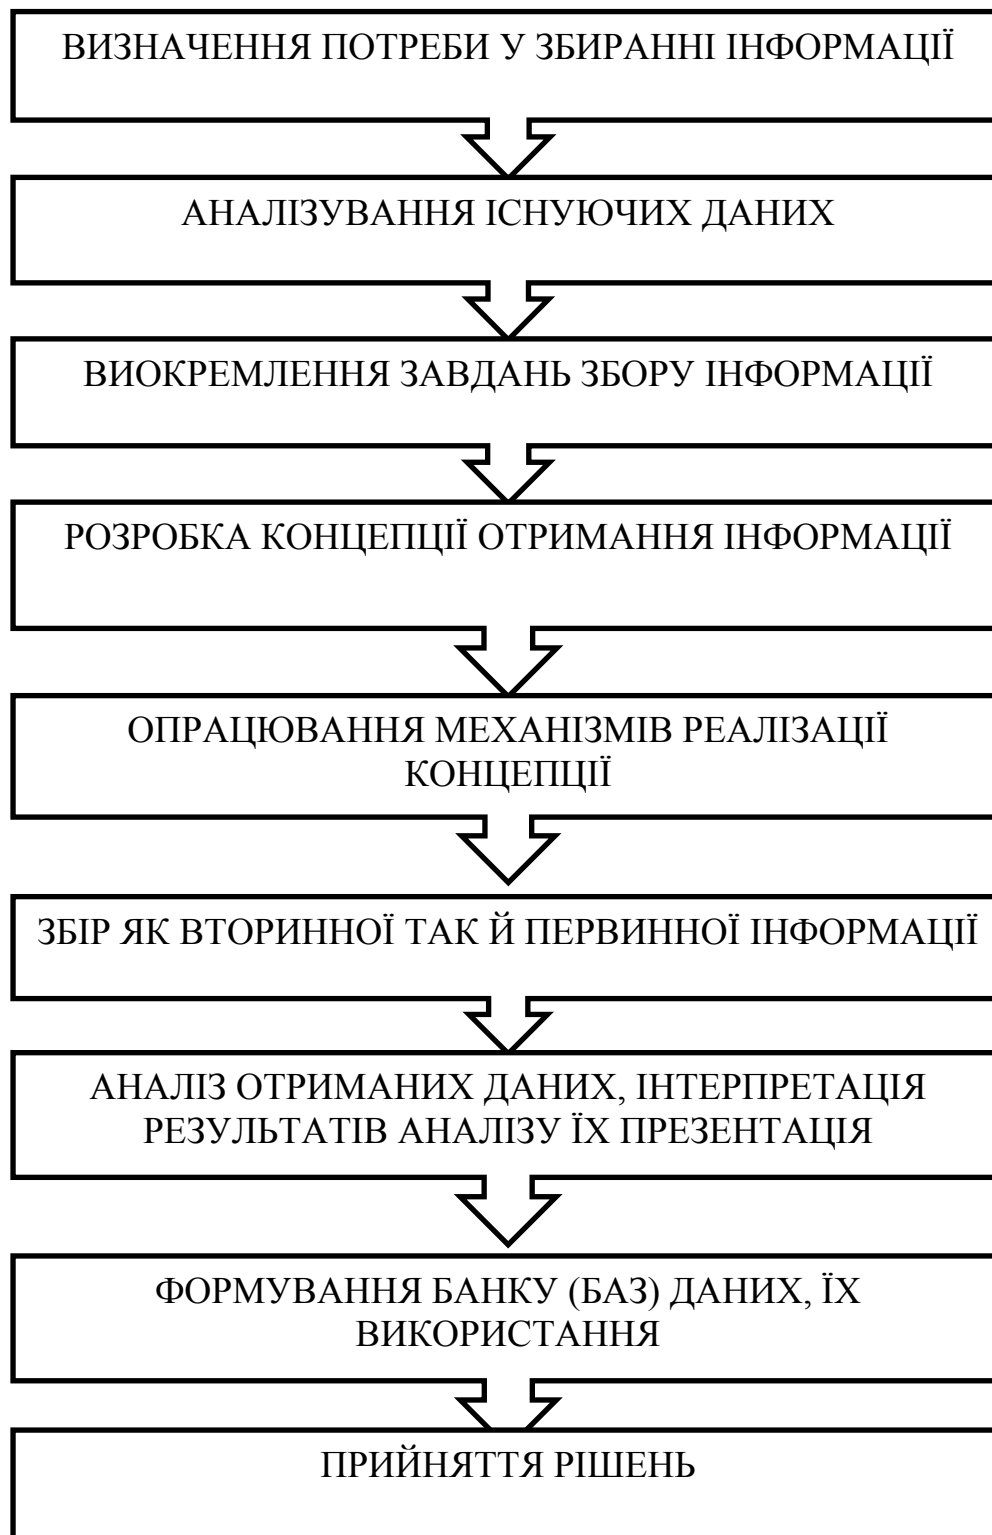 ВИЗНАЧЕННЯ ПОТРЕБИ У ЗБИРАННІ ІНФОРМАЦІЇ
АНАЛІЗУВАННЯ ІСНУЮЧИХ ДАНИХ
ВИОКРЕМЛЕННЯ ЗАВДАНЬ ЗБОРУ ІНФОРМАЦІЇ
РОЗРОБКА КОНЦЕПЦІЇ ОТРИМАННЯ ІНФОРМАЦІЇ
ОПРАЦЮВАННЯ МЕХАНІЗМІВ РЕАЛІЗАЦІЇ
КОНЦЕПЦІЇ
ЗБІР ЯК ВТОРИННОЇ ТАК Й ПЕРВИННОЇ ІНФОРМАЦІЇ
АНАЛІЗ ОТРИМАНИХ ДАНИХ, ІНТЕРПРЕТАЦІЯ
РЕЗУЛЬТАТІВ АНАЛІЗУ ЇХ ПРЕЗЕНТАЦІЯ
ФОРМУВАННЯ БАНКУ (БАЗ) ДАНИХ, ЇХ
ВИКОРИСТАННЯ
ПРИЙНЯТТЯ РІШЕНЬ